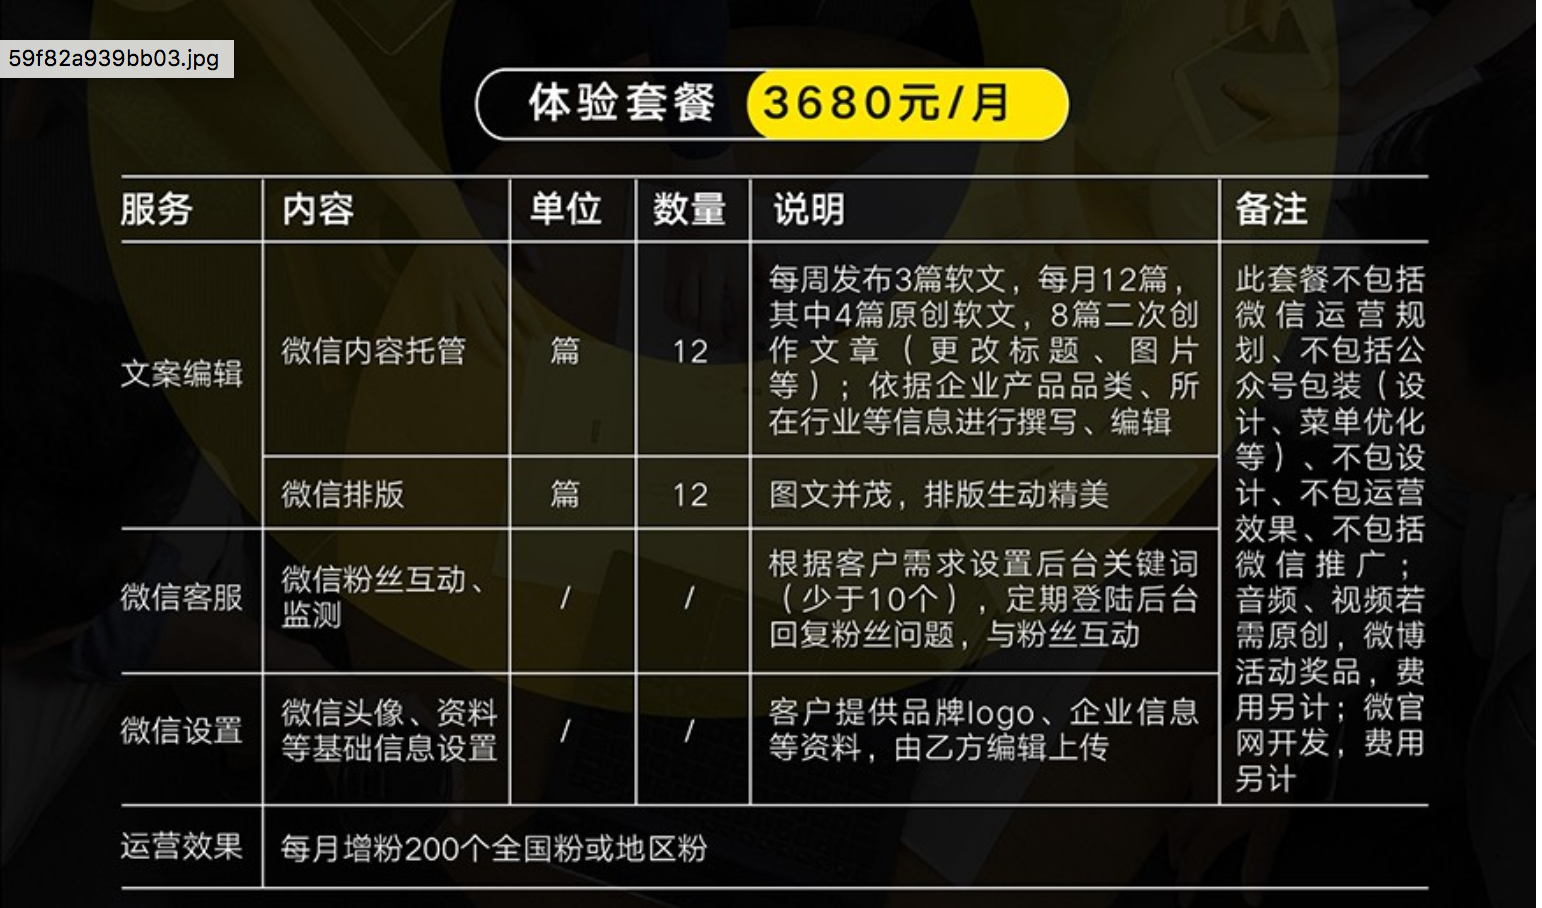 59f82a939bb03.jpg
体验套餐 3680元/月
服务 内容 单位 数量 说明 备注
文案编辑
微信内容托管
篇
12
每周发布3篇软文，每月12篇，
其中4篇原创软文，8篇二次创
作文章（更改标题、图片
等）；依据企业产品品类、所
在行业等信息进行撰写、编辑
微信排版
篇
12
图文并茂，排版生动精美
微信客服
微信粉丝互动、
监测
/
/
根据客户需求设置后台关键词
（少于10个），定期登陆后台
回复粉丝问题，与粉丝互动
微信设置
微信头像、资料
等基础信息设置
/
/
客户提供品牌logo、企业信息
等资料，由乙方编辑上传
此套餐不包括
微信运营规
划、不包括公
众号包装（设
计、菜单优化
等）、不包设
计、不包运营
效果、不包括
微信推广；
音频、视频若
需原创，微博
活动奖品，费
用另计；微官
网开发，费用
另计
运营效果
每月增粉200个全国粉或地区粉